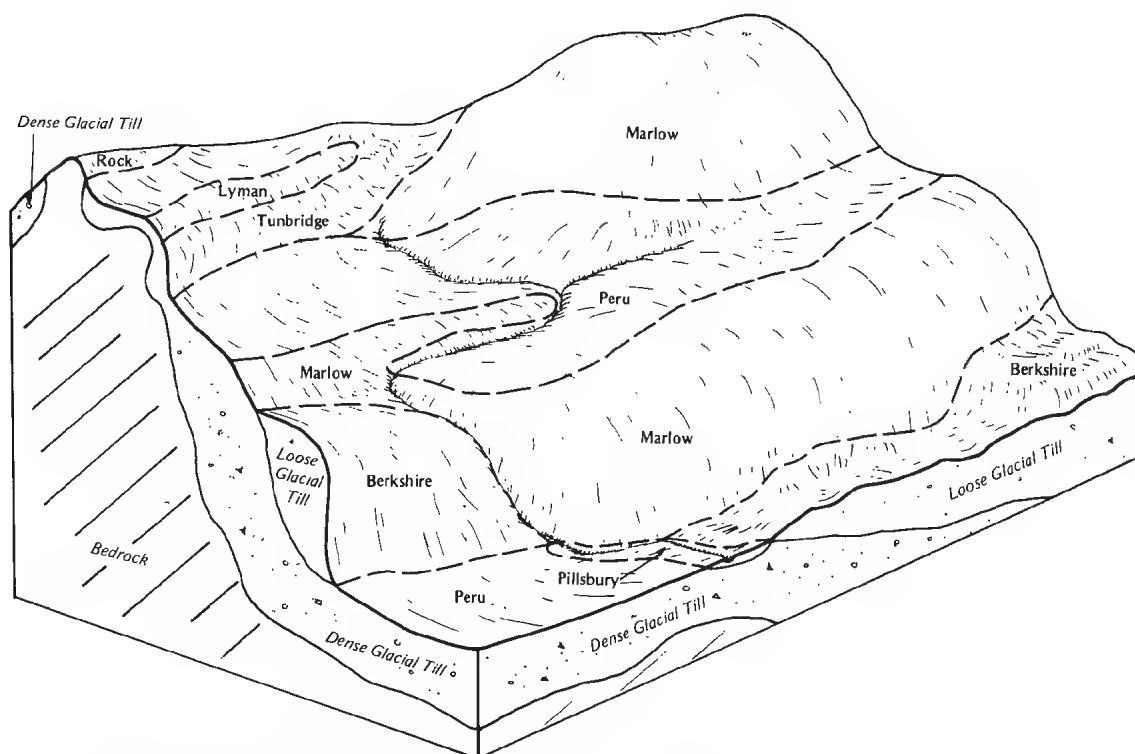 Dense Glacial Till
Rock
Marlow
Lyman
Tunbridge
Peru
Marlow
Berkshire
Marlow
Loose
Glacial
Till
Berkshire
Loose Glacial Till
Bedrock
Pillsbury
Peru
Dense Glacial Till
Dense Glacial Till